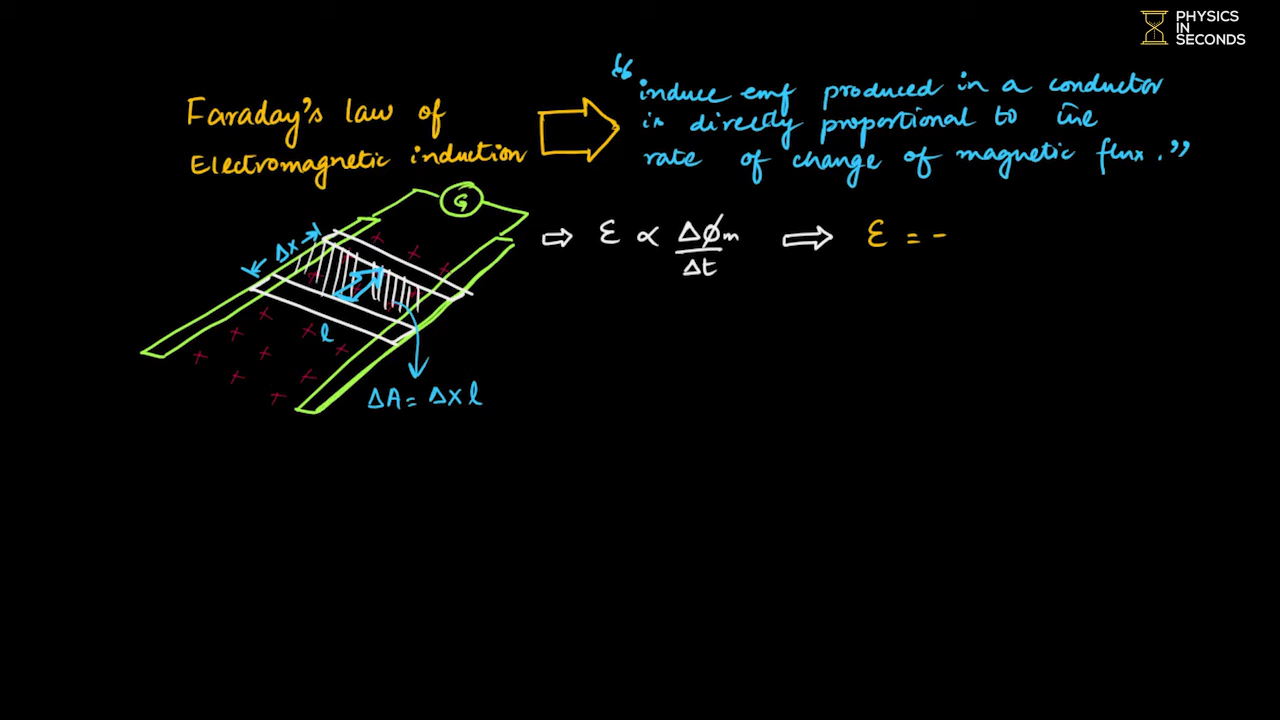 PHYSICS
IN
SECONDS
Faraday's law of
Electromagnetic induction
"induce emf produced in a conductor
is directly proportional to the
rate of change of magnetic flux."
G
Δx
l
ΔA = Δx l
⇒ ε ∝ Δφm/Δt ⇒ ε = -